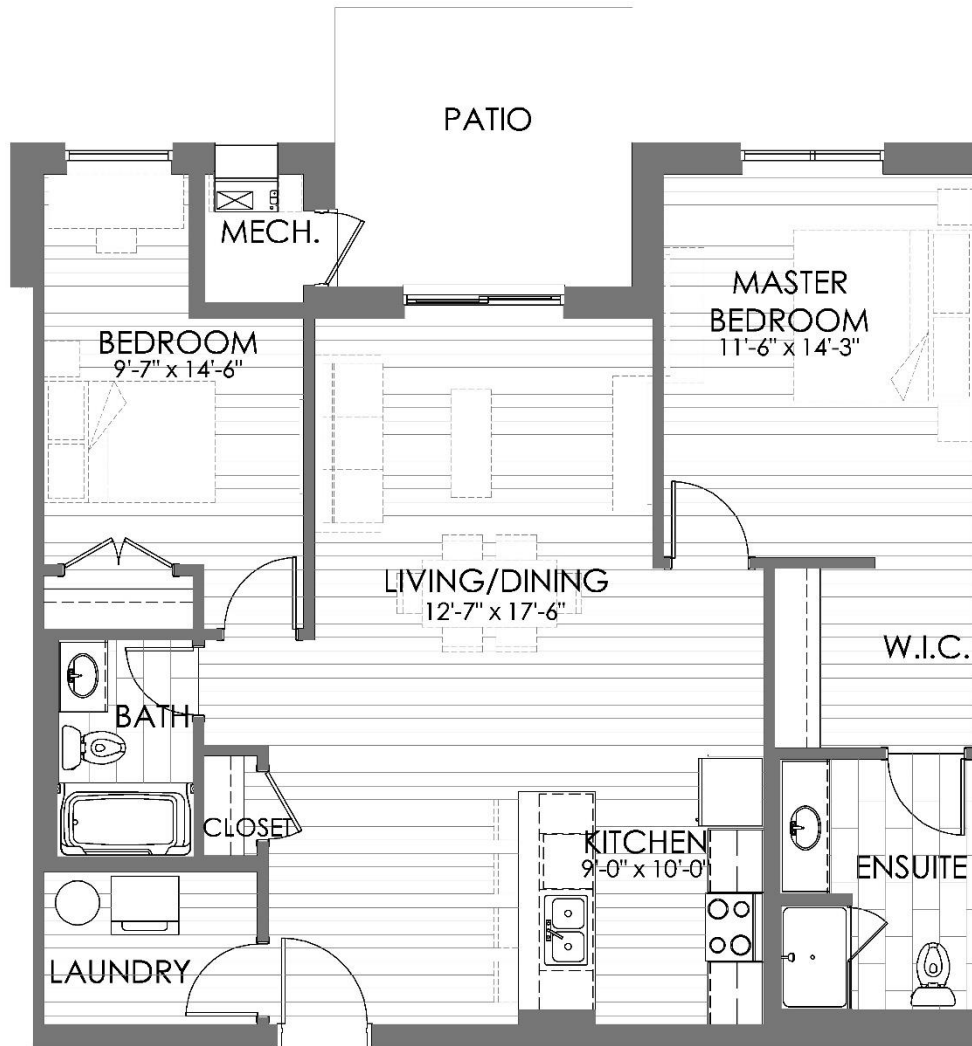 PATIO
MECH.
MASTER
BEDROOM
11'-6" x 14'-3"
BEDROOM
9'-7" x 14'-6"
LIVING/DINING
12'-7" x 17'-6"
W.I.C.
BATH
CLOSET
KITCHEN
9'-0" x 10'-0"
ENSUITE
LAUNDRY